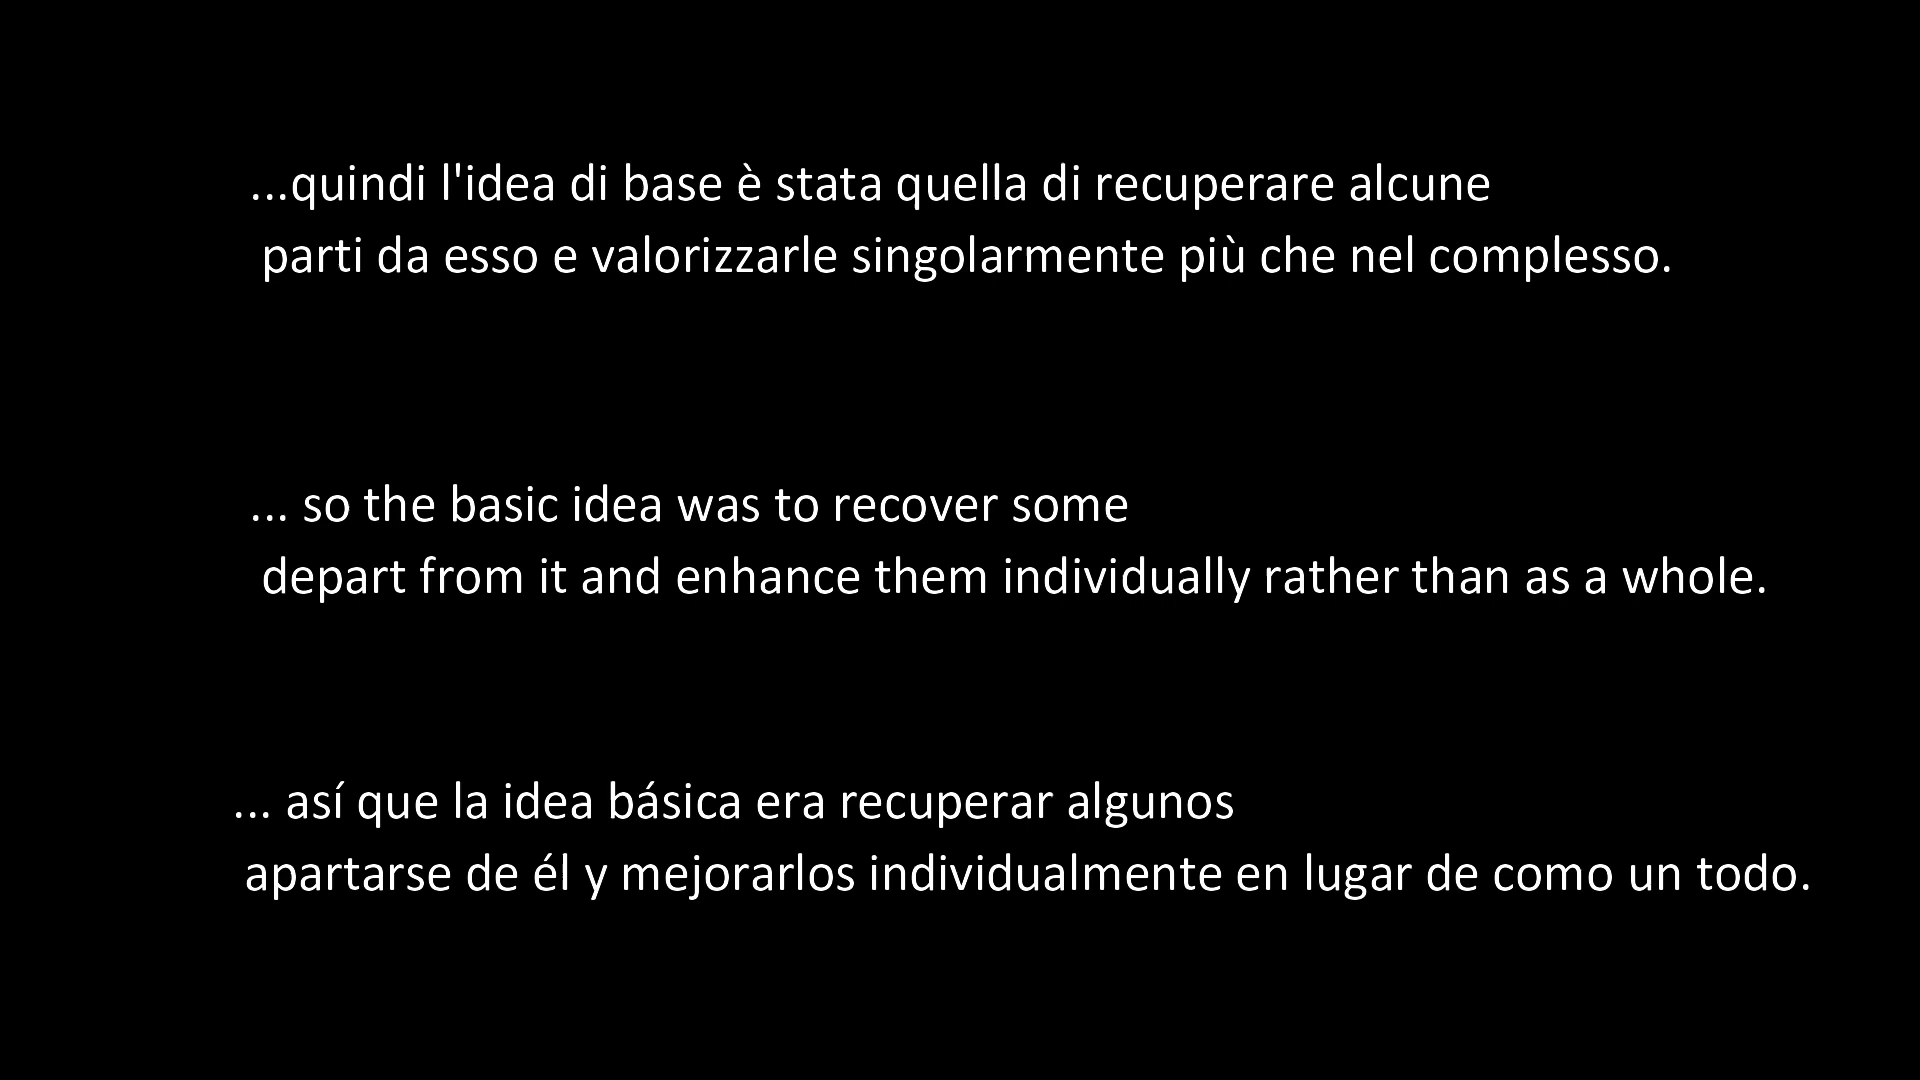 ...quindi l'idea di base è stata quella di recuperare alcune
parti da esso e valorizzarle singolarmente più che nel complesso.
... so the basic idea was to recover some
depart from it and enhance them individually rather than as a whole.
... así que la idea básica era recuperar algunos
apartarse de él y mejorarlos individualmente en lugar de como un todo.